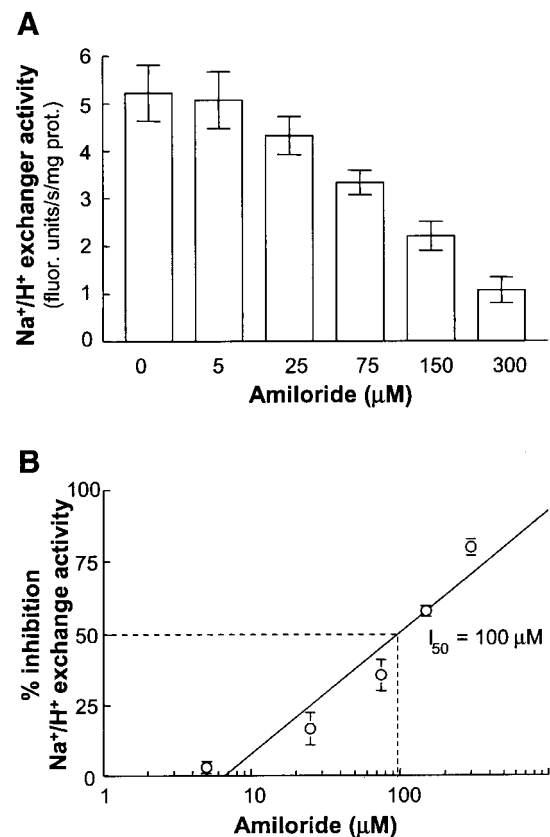 A
Na⁺/H⁺ exchanger activity
(fluor. units/s/mg prot.)
6
5
4
3
2
1
0
0 5 25 75 150 300
Amiloride (μM)
B
% inhibition
Na⁺/H⁺ exchange activity
100
75
50
25
0
I₅₀ = 100 μM
1 10 100
Amiloride (μM)